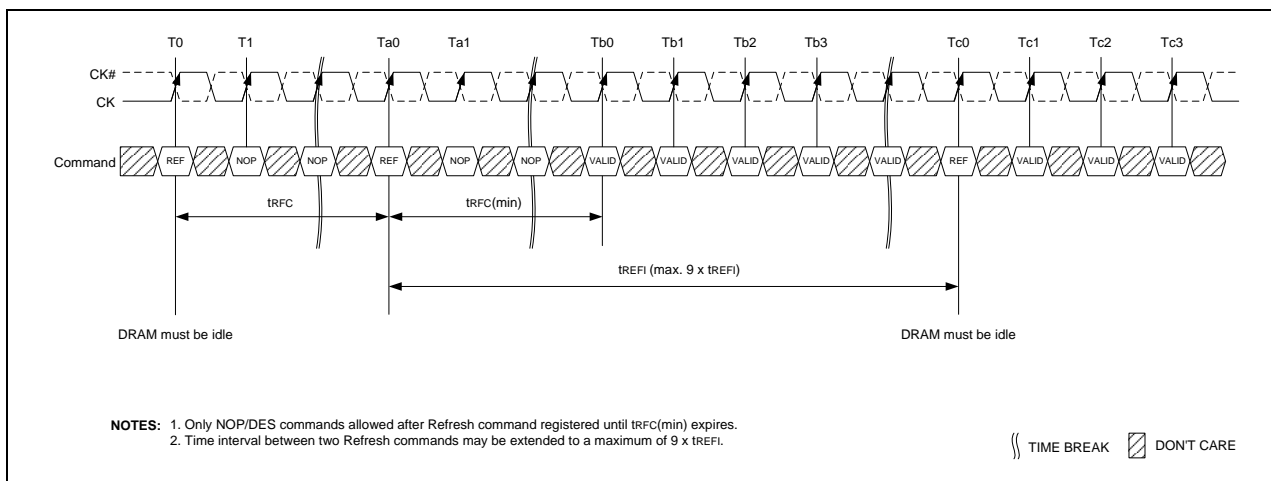 T0 T1 Ta0 Ta1 Tb0 Tb1 Tb2 Tb3 Tc0 Tc1 Tc2 Tc3
CK#
CK
Command REF NOP NOP REF NOP NOP VALID VALID VALID VALID VALID REF VALID VALID VALID
tRFC tRFC(min)
tREFI (max. 9 x tREFI)
DRAM must be idle DRAM must be idle
NOTES: 1. Only NOP/DES commands allowed after Refresh command registered until tRFC(min) expires.
2. Time interval between two Refresh commands may be extended to a maximum of 9 x tREFI.
TIME BREAK DON'T CARE